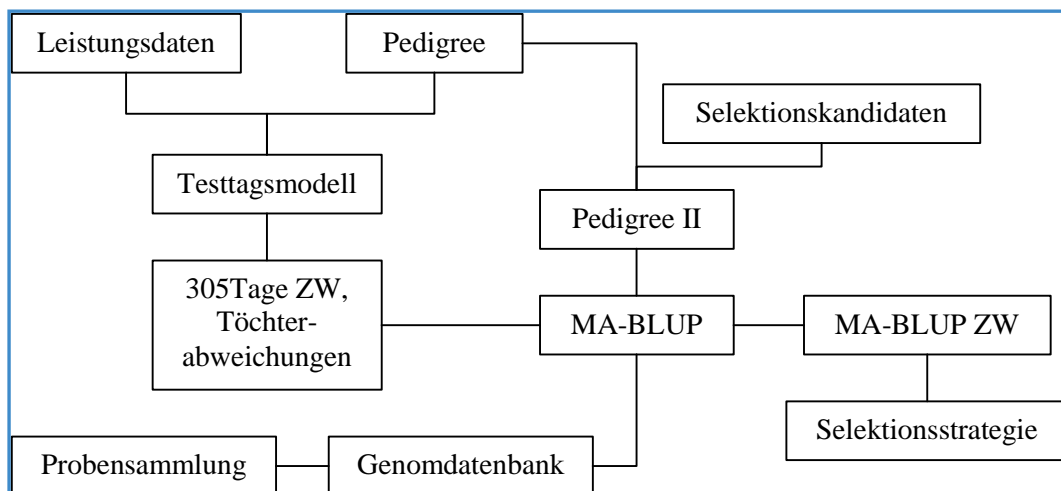 Leistungsdaten
Pedigree
Selektionskandidaten
Testtagsmodell
Pedigree II
305Tage ZW,
Töchter-
abweichungen
MA-BLUP
MA-BLUP ZW
Selektionsstrategie
Probensammlung
Genomdatenbank